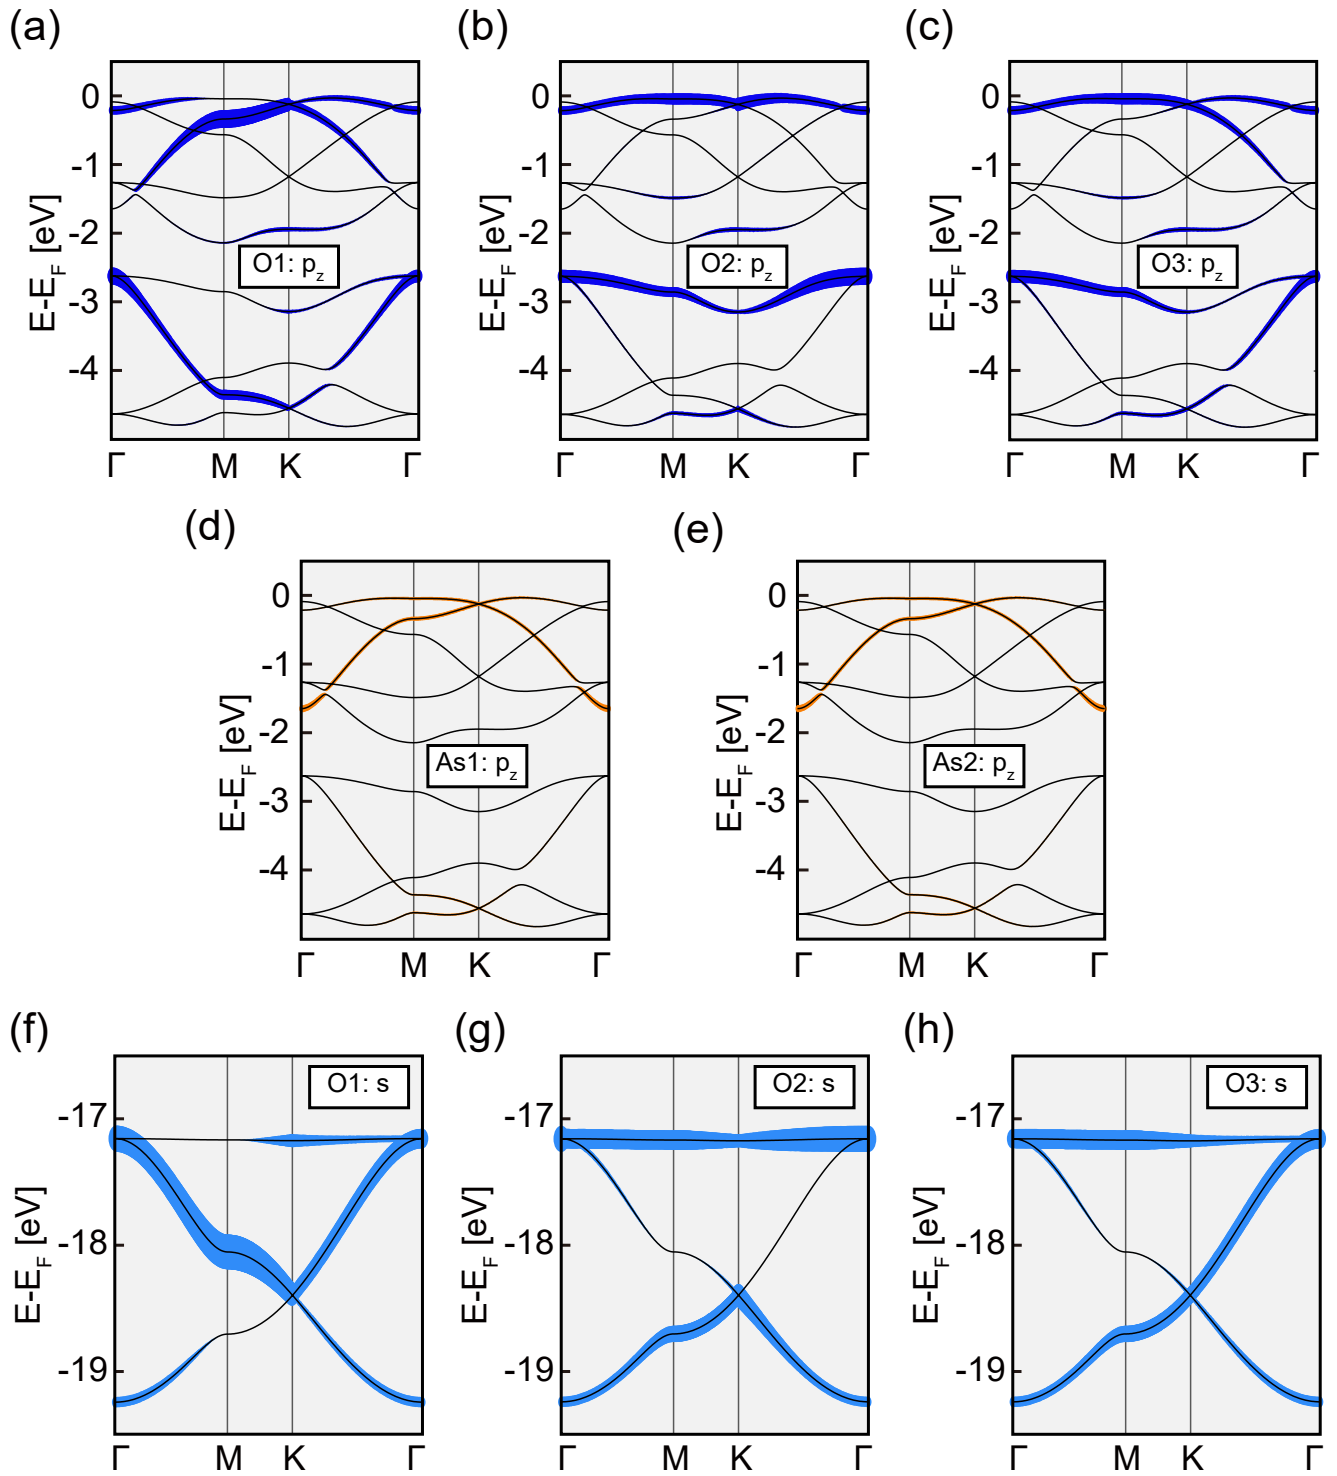 (a) (b) (c)
0 0 0
-1 -1 -1
-2 -2 -2
-3 -3 -3
-4 -4 -4
E-E_F [eV] E-E_F [eV] E-E_F [eV]
O1: p_z O2: p_z O3: p_z
Γ M K Γ Γ M K Γ Γ M K Γ
(d) (e)
0 0
-1 -1
-2 -2
-3 -3
-4 -4
E-E_F [eV] E-E_F [eV]
As1: p_z As2: p_z
Γ M K Γ Γ M K Γ
(f) (g) (h)
O1: s O2: s O3: s
-17 -17 -17
-18 -18 -18
-19 -19 -19
E-E_F [eV] E-E_F [eV] E-E_F [eV]
Γ M K Γ Γ M K Γ Γ M K Γ